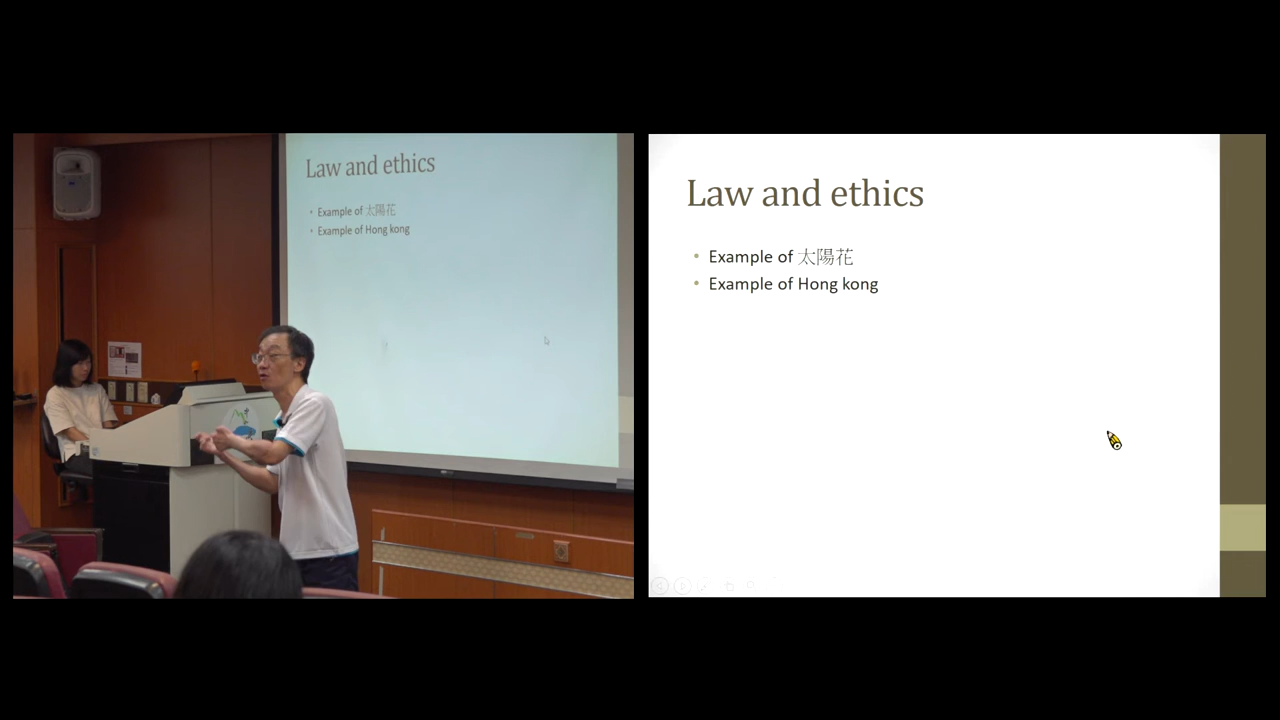 Law and ethics
• Example of 太陽花
• Example of Hong kong
Law and ethics
• Example of 太陽花
• Example of Hong kong